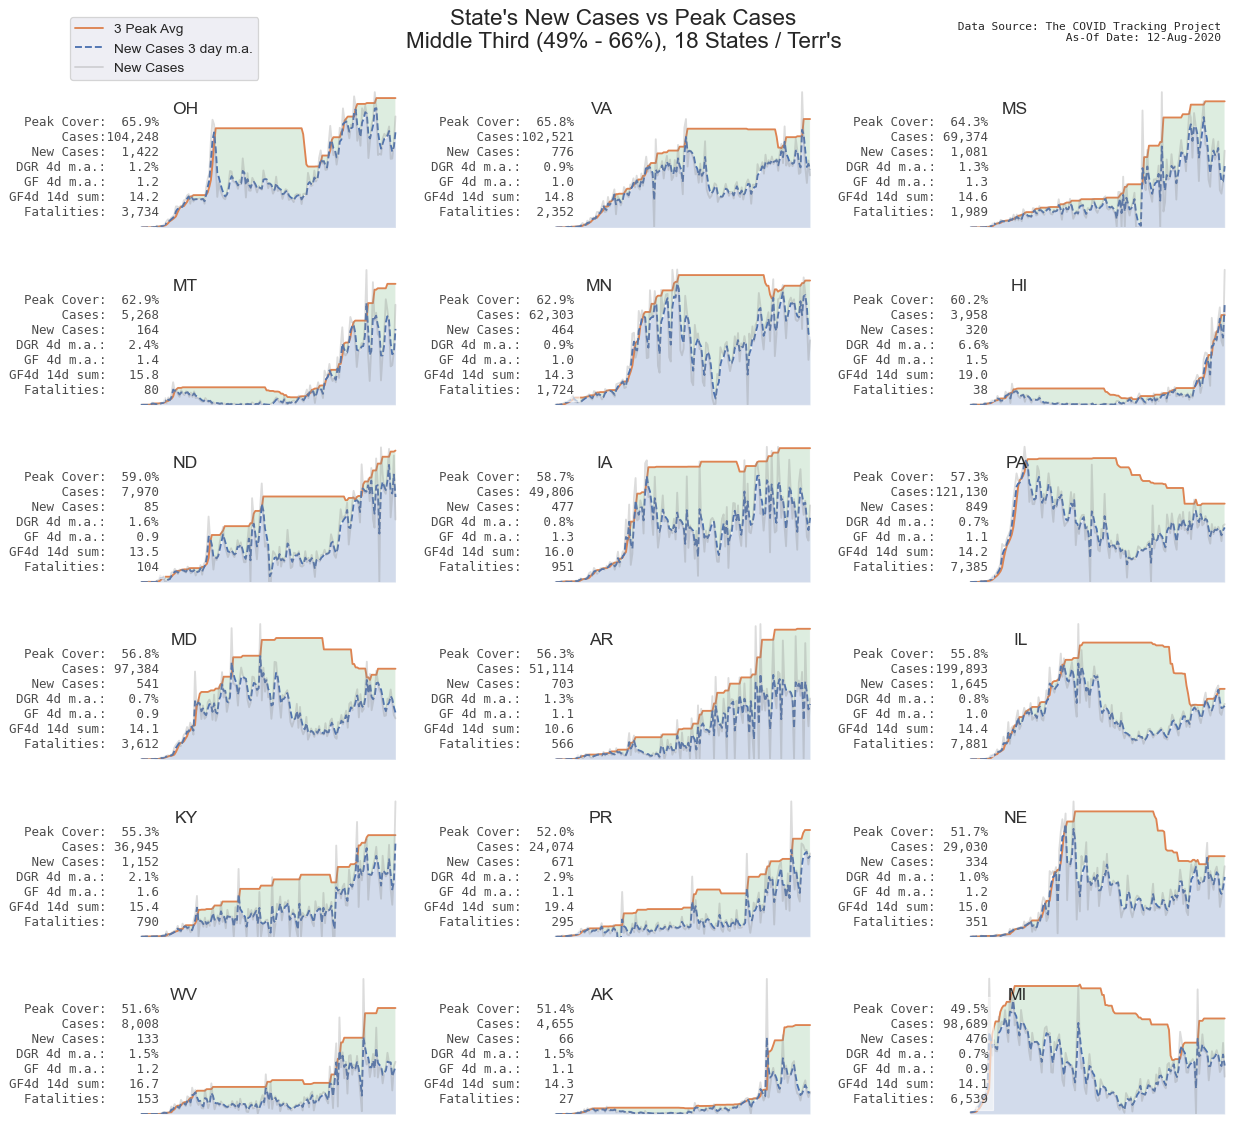 3 Peak Avg
New Cases 3 day m.a.
New Cases
State's New Cases vs Peak Cases
Middle Third (49% - 66%), 18 States / Terr's
Data Source: The COVID Tracking Project
As-Of Date: 12-Aug-2020
OH
Peak Cover: 65.9%
Cases:104,248
New Cases: 1,422
DGR 4d m.a.: 1.2%
GF 4d m.a.: 1.2
GF4d 14d sum: 14.2
Fatalities: 3,734
VA
Peak Cover: 65.8%
Cases:102,521
New Cases: 776
DGR 4d m.a.: 0.9%
GF 4d m.a.: 1.0
GF4d 14d sum: 14.8
Fatalities: 2,352
MS
Peak Cover: 64.3%
Cases: 69,374
New Cases: 1,081
DGR 4d m.a.: 1.3%
GF 4d m.a.: 1.3
GF4d 14d sum: 14.6
Fatalities: 1,989
MT
Peak Cover: 62.9%
Cases: 5,268
New Cases: 164
DGR 4d m.a.: 2.4%
GF 4d m.a.: 1.4
GF4d 14d sum: 15.8
Fatalities: 80
MN
Peak Cover: 62.9%
Cases: 62,303
New Cases: 464
DGR 4d m.a.: 0.9%
GF 4d m.a.: 1.0
GF4d 14d sum: 14.3
Fatalities: 1,724
HI
Peak Cover: 60.2%
Cases: 3,958
New Cases: 320
DGR 4d m.a.: 6.6%
GF 4d m.a.: 1.5
GF4d 14d sum: 19.0
Fatalities: 38
ND
Peak Cover: 59.0%
Cases: 7,970
New Cases: 85
DGR 4d m.a.: 1.6%
GF 4d m.a.: 0.9
GF4d 14d sum: 13.5
Fatalities: 104
IA
Peak Cover: 58.7%
Cases: 49,806
New Cases: 477
DGR 4d m.a.: 0.8%
GF 4d m.a.: 1.3
GF4d 14d sum: 16.0
Fatalities: 951
PA
Peak Cover: 57.3%
Cases:121,130
New Cases: 849
DGR 4d m.a.: 0.7%
GF 4d m.a.: 1.1
GF4d 14d sum: 14.2
Fatalities: 7,385
MD
Peak Cover: 56.8%
Cases: 97,384
New Cases: 541
DGR 4d m.a.: 0.7%
GF 4d m.a.: 0.9
GF4d 14d sum: 14.1
Fatalities: 3,612
AR
Peak Cover: 56.3%
Cases: 51,114
New Cases: 703
DGR 4d m.a.: 1.3%
GF 4d m.a.: 1.1
GF4d 14d sum: 10.6
Fatalities: 566
IL
Peak Cover: 55.8%
Cases:199,893
New Cases: 1,645
DGR 4d m.a.: 0.8%
GF 4d m.a.: 1.0
GF4d 14d sum: 14.4
Fatalities: 7,881
KY
Peak Cover: 55.3%
Cases: 36,945
New Cases: 1,152
DGR 4d m.a.: 2.1%
GF 4d m.a.: 1.6
GF4d 14d sum: 15.4
Fatalities: 790
PR
Peak Cover: 52.0%
Cases: 24,074
New Cases: 671
DGR 4d m.a.: 2.9%
GF 4d m.a.: 1.1
GF4d 14d sum: 19.4
Fatalities: 295
NE
Peak Cover: 51.7%
Cases: 29,030
New Cases: 334
DGR 4d m.a.: 1.0%
GF 4d m.a.: 1.2
GF4d 14d sum: 15.0
Fatalities: 351
WV
Peak Cover: 51.6%
Cases: 8,008
New Cases: 133
DGR 4d m.a.: 1.5%
GF 4d m.a.: 1.2
GF4d 14d sum: 16.7
Fatalities: 153
AK
Peak Cover: 51.4%
Cases: 4,655
New Cases: 66
DGR 4d m.a.: 1.5%
GF 4d m.a.: 1.1
GF4d 14d sum: 14.3
Fatalities: 27
MI
Peak Cover: 49.5%
Cases: 98,689
New Cases: 476
DGR 4d m.a.: 0.7%
GF 4d m.a.: 0.9
GF4d 14d sum: 14.1
Fatalities: 6,539